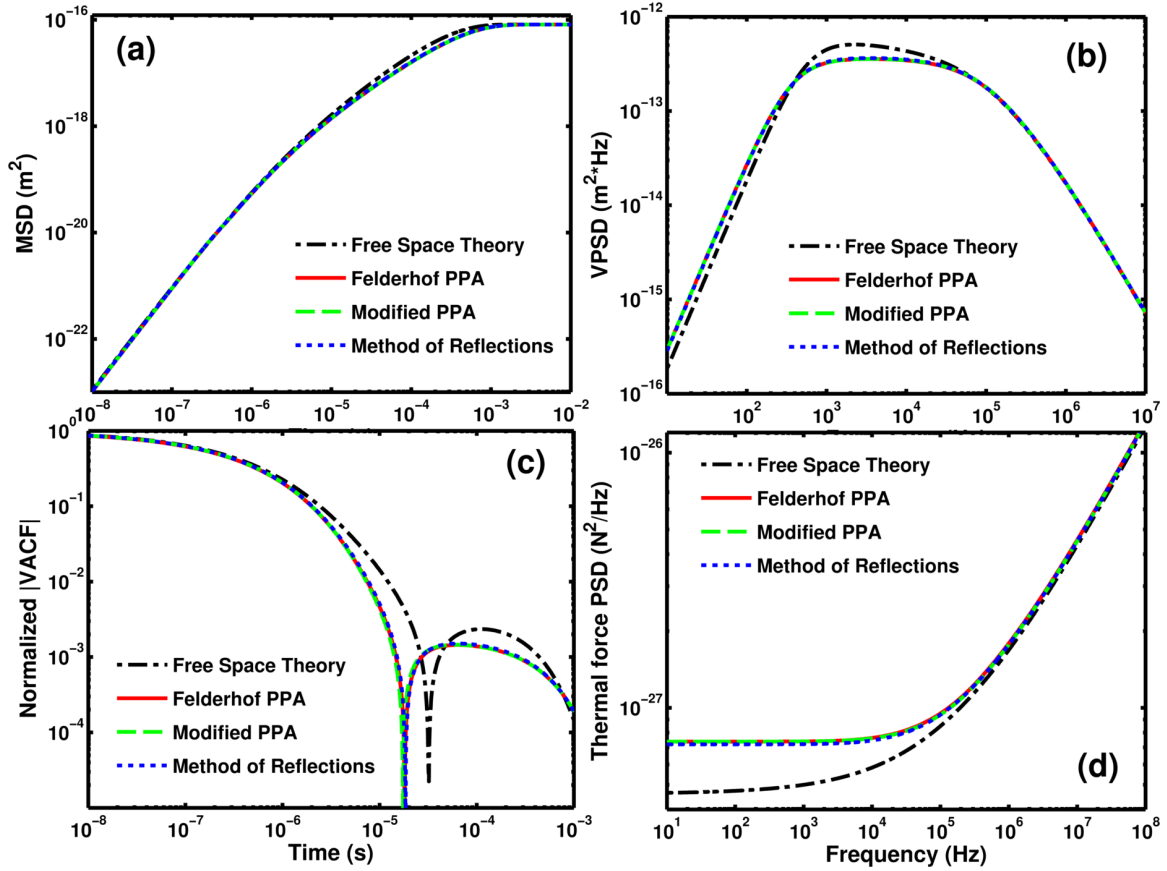 (a)
MSD (m²)
10⁻¹⁶
10⁻¹⁸
10⁻²⁰
10⁻²²
Free Space Theory
Felderhof PPA
Modified PPA
Method of Reflections
10⁻⁸ 10⁻⁷ 10⁻⁶ 10⁻⁵ 10⁻⁴ 10⁻³ 10⁻²
(b)
VPSD (m²*Hz)
10⁻¹²
10⁻¹³
10⁻¹⁴
10⁻¹⁵
10⁻¹⁶
Free Space Theory
Felderhof PPA
Modified PPA
Method of Reflections
10² 10³ 10⁴ 10⁵ 10⁶ 10⁷
(c)
Normalized |VACF|
10⁰
10⁻¹
10⁻²
10⁻³
10⁻⁴
Free Space Theory
Felderhof PPA
Modified PPA
Method of Reflections
10⁻⁸ 10⁻⁷ 10⁻⁶ 10⁻⁵ 10⁻⁴ 10⁻³
Time (s)
(d)
Thermal force PSD (N²/Hz)
10⁻²⁶
10⁻²⁷
Free Space Theory
Felderhof PPA
Modified PPA
Method of Reflections
10¹ 10² 10³ 10⁴ 10⁵ 10⁶ 10⁷ 10⁸
Frequency (Hz)